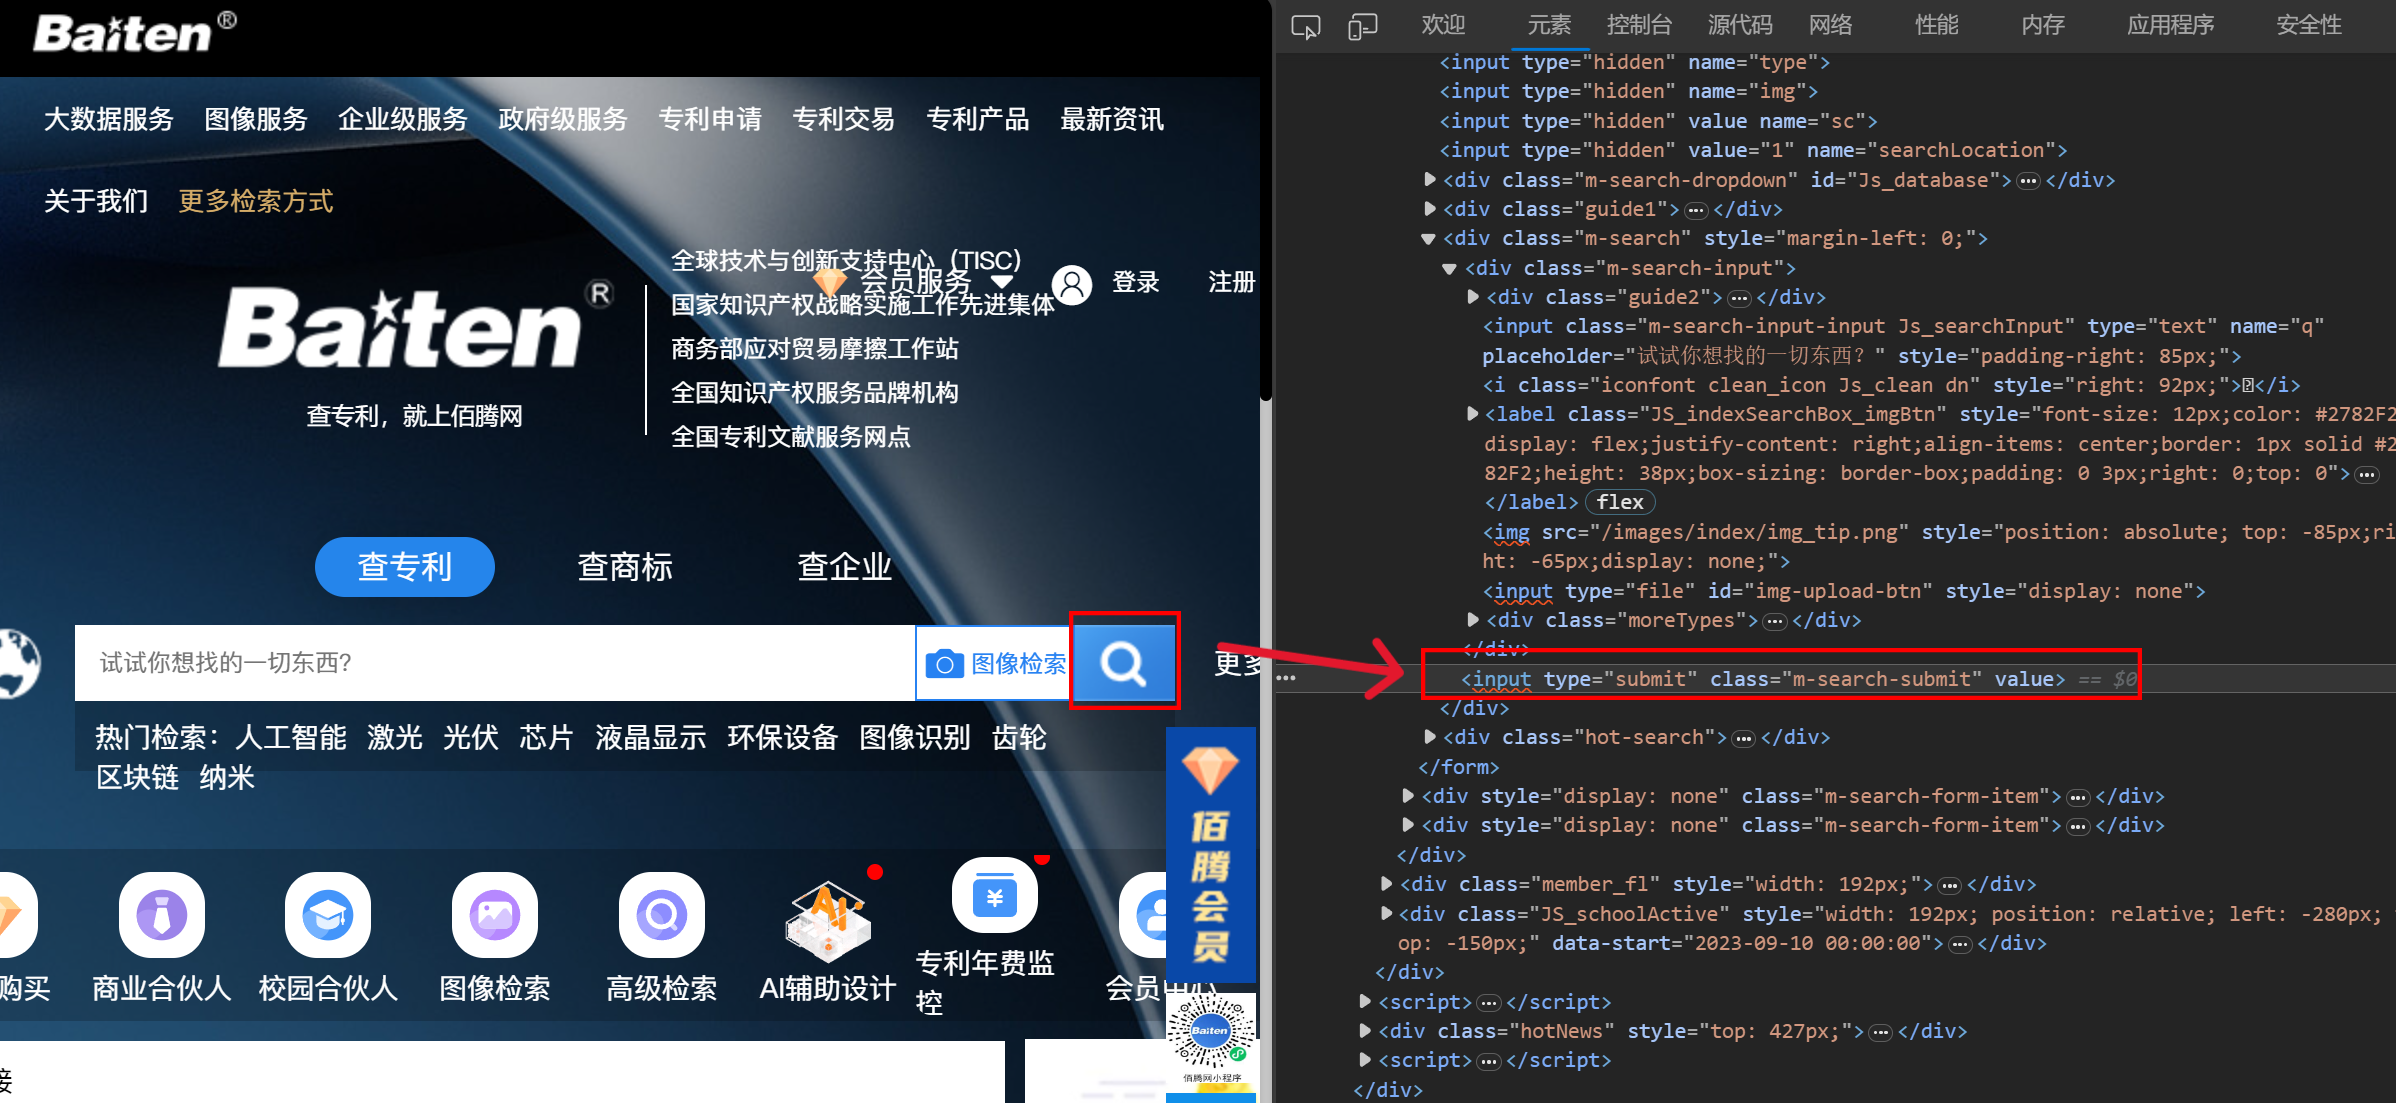 Baiten®
大数据服务 图像服务 企业级服务 政府级服务 专利申请 专利交易 专利产品 最新资讯
关于我们 更多检索方式
全球技术与创新支持中心（TISC）
会员服务 登录 注册
国家知识产权战略实施工作先进集体
商务部应对贸易摩擦工作站
全国知识产权服务品牌机构
全国专利文献服务网点
Baiten®
查专利，就上佰腾网
查专利 查商标 查企业
试试你想找的一切东西？ 图像检索 更多
热门检索：人工智能 激光 光伏 芯片 液晶显示 环保设备 图像识别 齿轮
区块链 纳米
佰腾会员
购买 商业合伙人 校园合伙人 图像检索 高级检索 AI辅助设计 专利年费监控 会员中心
Baiten
佰腾网小程序
接
欢迎 元素 控制台 源代码 网络 性能 内存 应用程序 安全性
<input type="hidden" name="type">
<input type="hidden" name="img">
<input type="hidden" value name="sc">
<input type="hidden" value="1" name="searchLocation">
<div class="m-search-dropdown" id="Js_database">…</div>
<div class="guide1">…</div>
<div class="m-search" style="margin-left: 0;">
<div class="m-search-input">
<div class="guide2">…</div>
<input class="m-search-input-input Js_searchInput" type="text" name="q"
placeholder="试试你想找的一切东西？" style="padding-right: 85px;">
<i class="iconfont clean_icon Js_clean dn" style="right: 92px;"></i>
<label class="JS_indexSearchBox_imgBtn" style="font-size: 12px;color: #2782F2
display: flex;justify-content: right;align-items: center;border: 1px solid #2
82F2;height: 38px;box-sizing: border-box;padding: 0 3px;right: 0;top: 0">…
</label> flex
<img src="/images/index/img_tip.png" style="position: absolute; top: -85px;ri
ht: -65px;display: none;">
<input type="file" id="img-upload-btn" style="display: none">
<div class="moreTypes">…</div>
</div>
… <input type="submit" class="m-search-submit" value> == $0
</div>
<div class="hot-search">…</div>
</form>
<div style="display: none" class="m-search-form-item">…</div>
<div style="display: none" class="m-search-form-item">…</div>
</div>
<div class="member_fl" style="width: 192px;">…</div>
<div class="JS_schoolActive" style="width: 192px; position: relative; left: -280px;
op: -150px;" data-start="2023-09-10 00:00:00">…</div>
</div>
<script>…</script>
<div class="hotNews" style="top: 427px;">…</div>
<script>…</script>
</div>